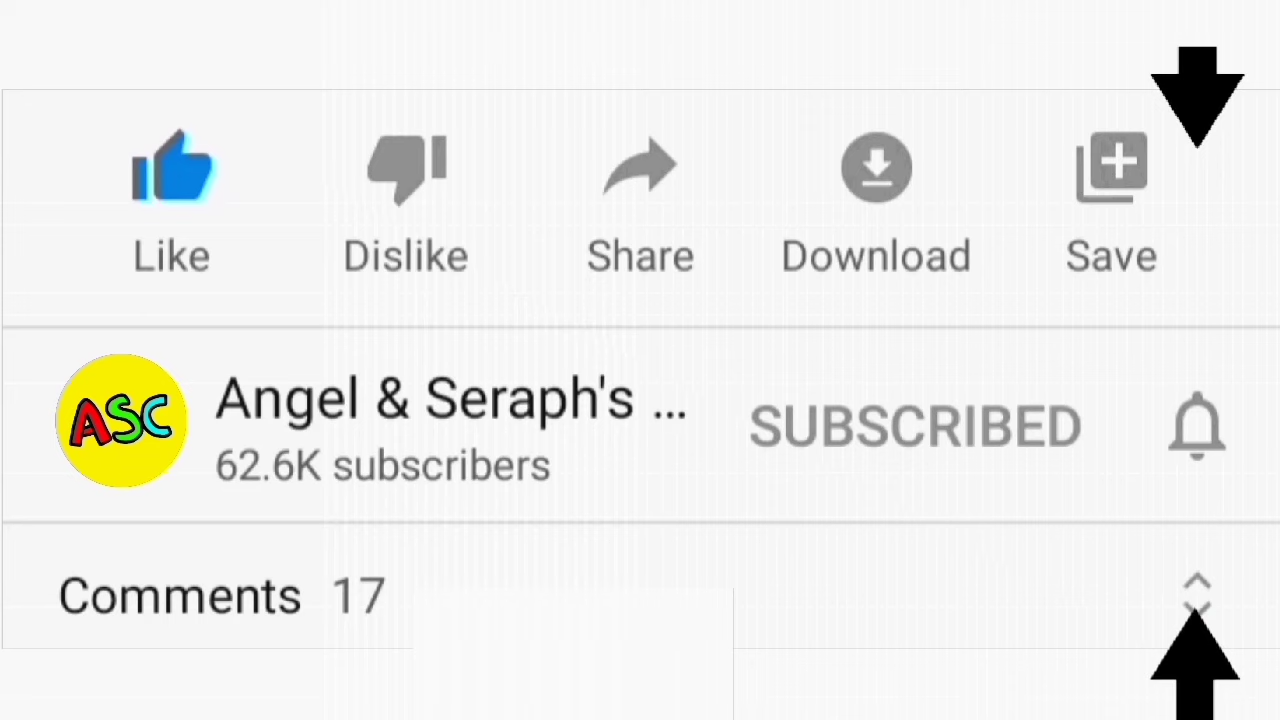 Like Dislike Share Download Save
ASC
Angel & Seraph's ...
SUBSCRIBED
62.6K subscribers
Comments 17